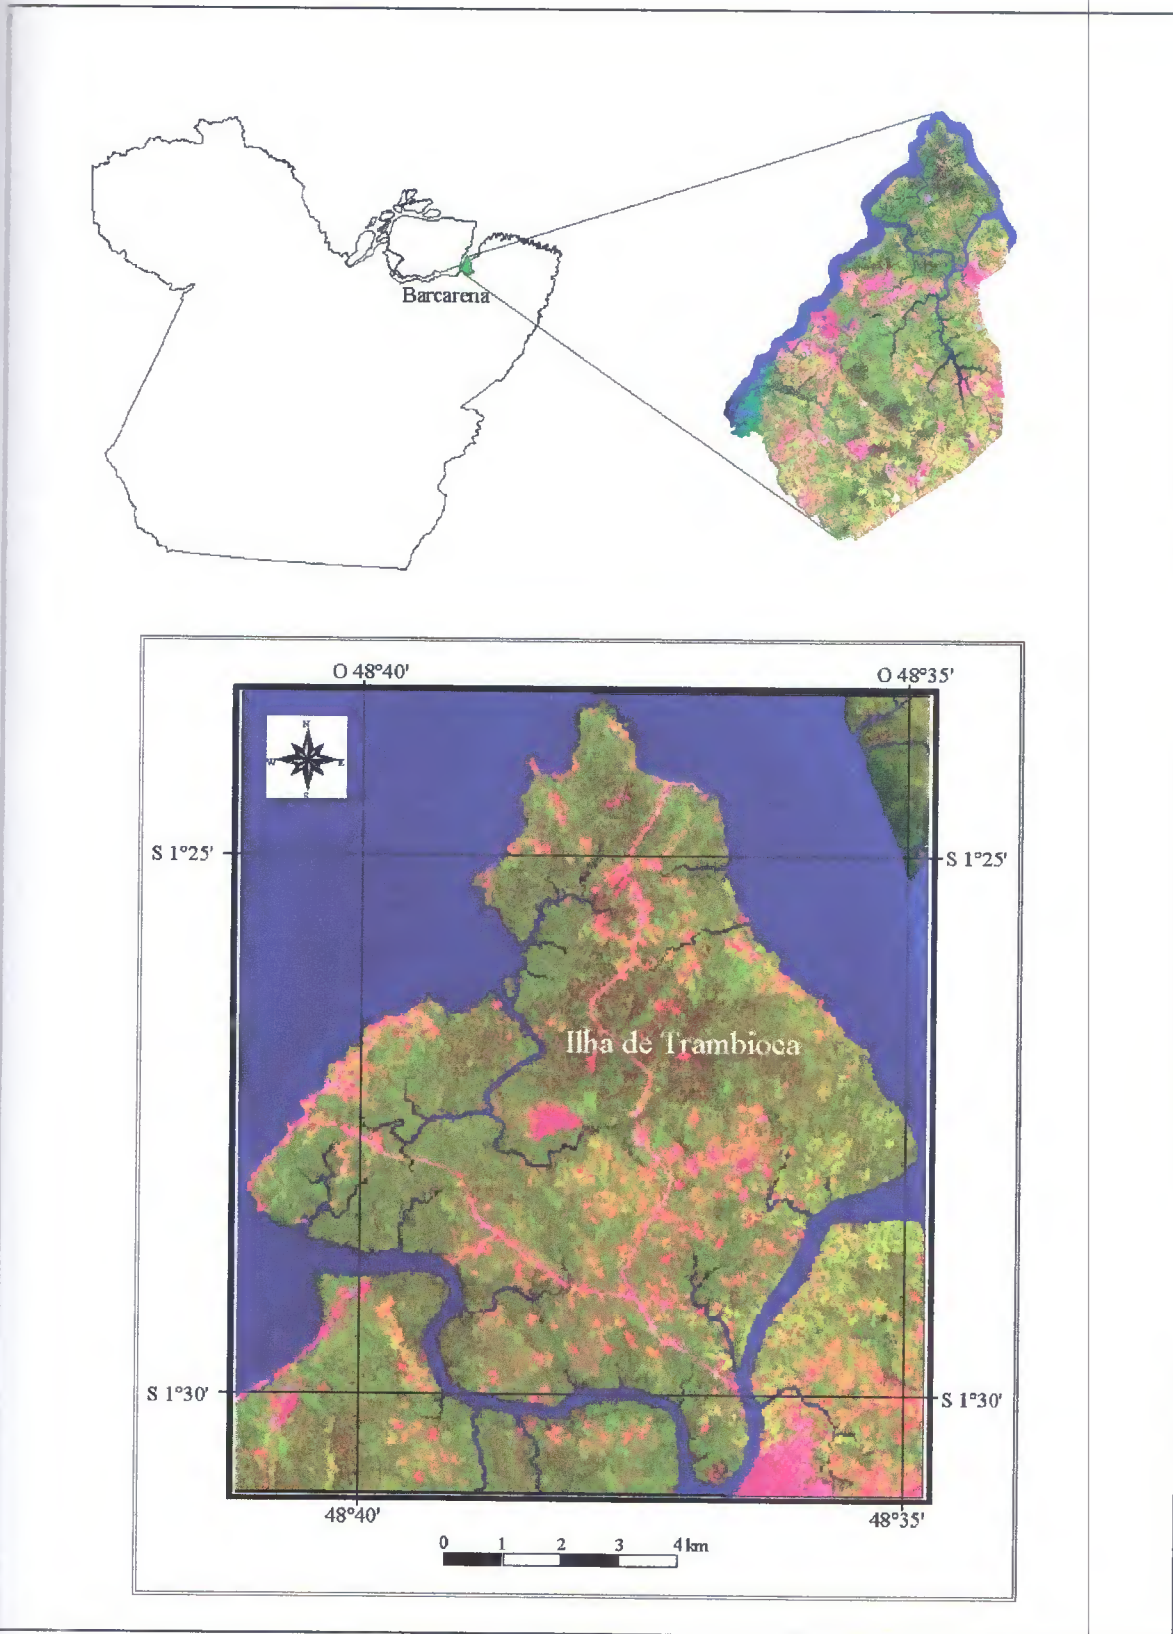 Barcarena
O 48°40' O 48°35'
N
W E
S
S 1°25' S 1°25'
Ilha de Trambioca
S 1°30' S 1°30'
48°40' 48°35'
0 1 2 3 4 km